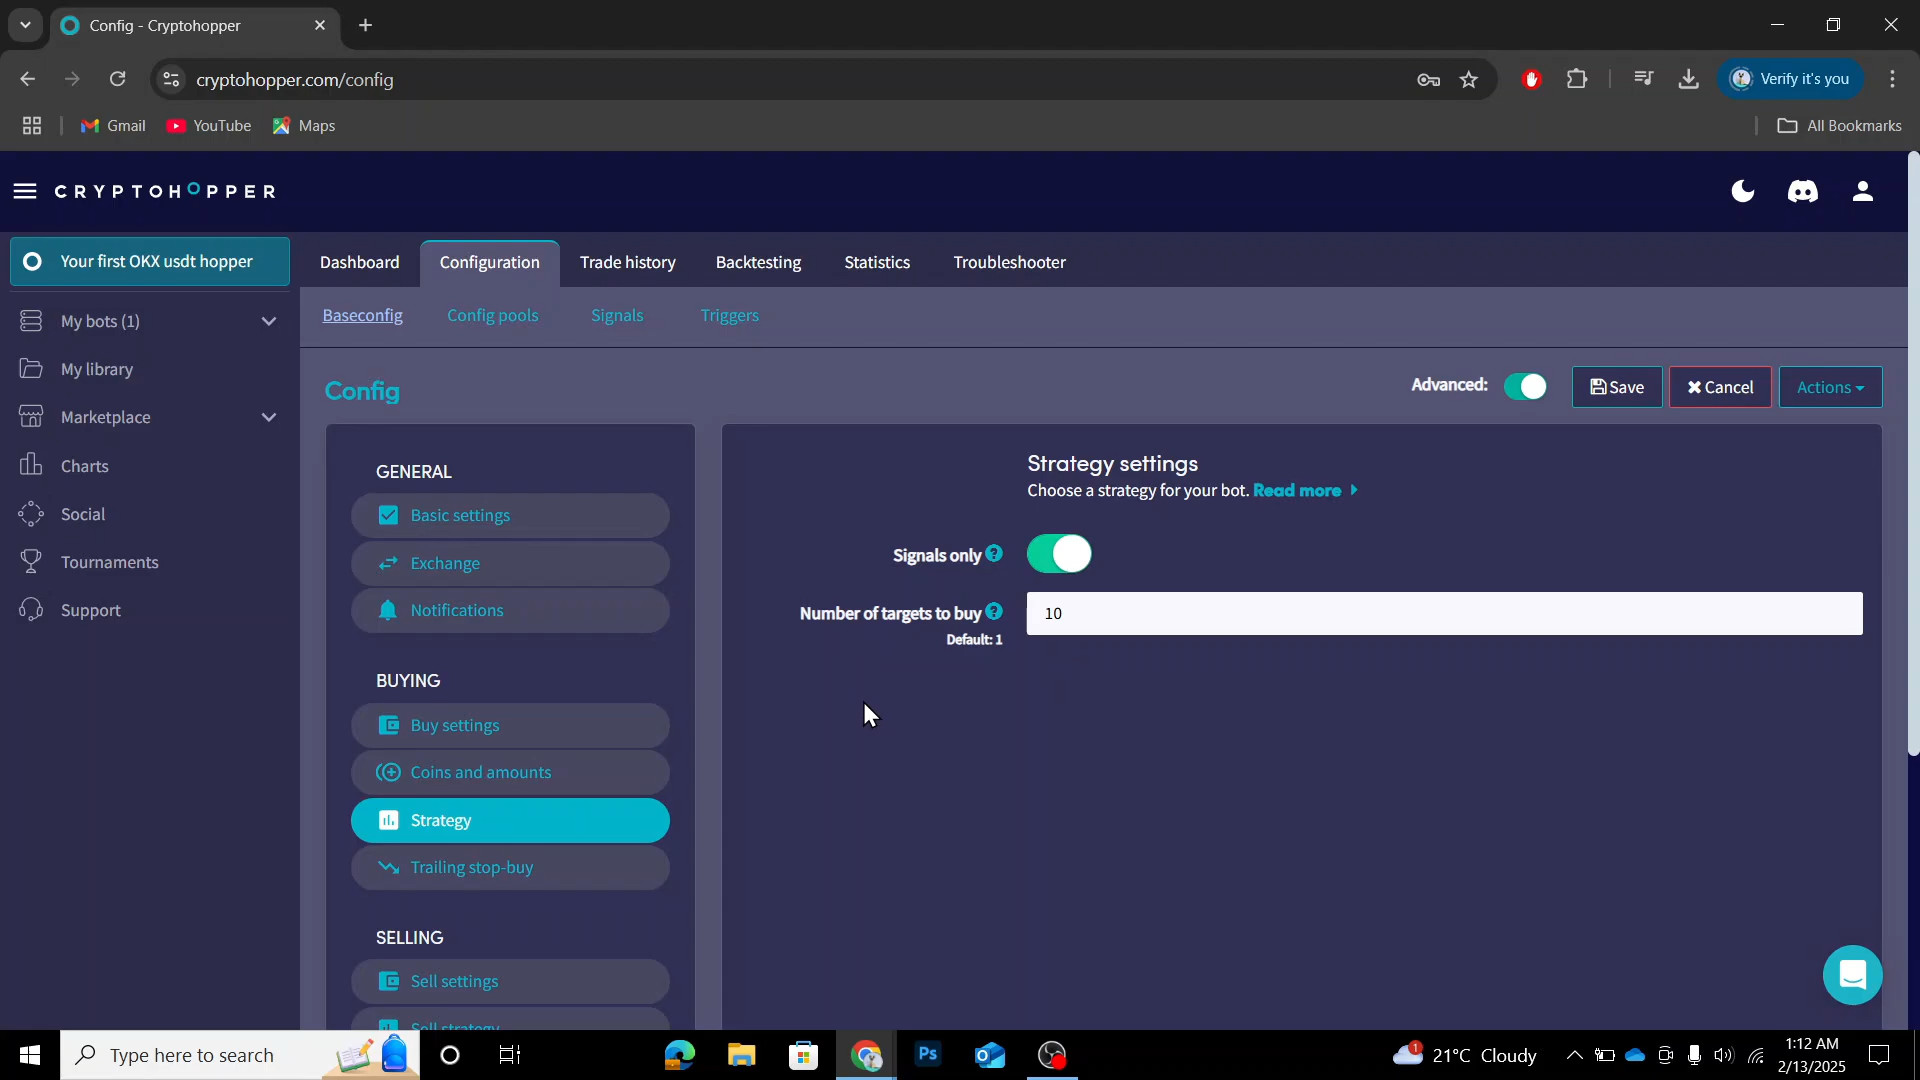 Config - Cryptohopper
cryptohopper.com/config
Verify it's you
Gmail
YouTube
Maps
All Bookmarks
CRYPTOHOPPER
Your first OKX usdt hopper
Dashboard
Configuration
Trade history
Backtesting
Statistics
Troubleshooter
My bots (1)
My library
Marketplace
Charts
Social
Tournaments
Support
Baseconfig
Config pools
Signals
Triggers
Config
Advanced:
Save
Cancel
Actions
GENERAL
Basic settings
Exchange
Notifications
BUYING
Buy settings
Coins and amounts
Strategy
Trailing stop-buy
SELLING
Sell settings
Sell strategy
Strategy settings
Choose a strategy for your bot. Read more
Signals only
Number of targets to buy
Default: 1
10
Type here to search
Ps
1
21°C Cloudy
1:12 AM
2/13/2025